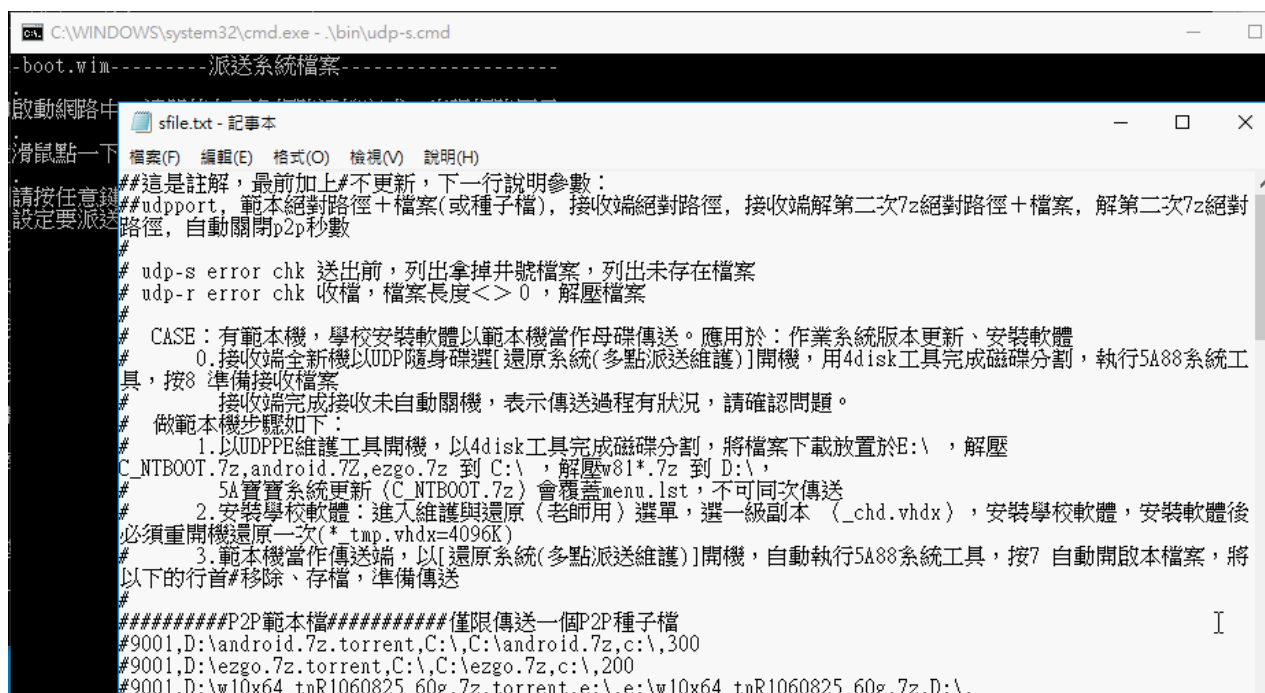 C:\WINDOWS\system32\cmd.exe - .\bin\udp-s.cmd
-boot.wim---------派送系統檔案--------------------
啟動網路中
sfile.txt - 記事本
滑鼠點一下
檔案(F) 編輯(E) 格式(O) 檢視(V) 說明(H)
請按任意鍵
設定要派送
##這是註解，最前加上#不更新，下一行說明參數：
##udpport, 範本絕對路徑＋檔案(或種子檔), 接收端絕對路徑, 接收端解第二次7z絕對路徑＋檔案, 解第二次7z絕對
路徑, 自動關閉p2p秒數
#
# udp-s error chk 送出前，列出拿掉井號檔案，列出未存在檔案
# udp-r error chk 收檔，檔案長度<> 0 ，解壓檔案
#
#  CASE：有範本機，學校安裝軟體以範本機當作母碟傳送。應用於：作業系統版本更新、安裝軟體
#      0.接收端全新機以UDP隨身碟選[還原系統(多點派送維護)]開機，用4disk工具完成磁碟分割，執行5A88系統工
具，按8 準備接收檔案
#        接收端完成接收未自動關機，表示傳送過程有狀況，請確認問題。
#  做範本機步驟如下：
#      1.以UDPPE維護工具開機，以4disk工具完成磁碟分割，將檔案下載放置於E:\ ，解壓
C_NTBOOT.7z,android.7Z,ezgo.7z 到 C:\ ，解壓w81*.7z 到 D:\，
#        5A寶寶系統更新（C_NTBOOT.7z）會覆蓋menu.lst，不可同次傳送
#      2.安裝學校軟體：進入維護與還原（老師用）選單，選一級副本 （_chd.vhdx），安裝學校軟體，安裝軟體後
必須重開機還原一次(*_tmp.vhdx=4096K)
#      3.範本機當作傳送端，以[還原系統(多點派送維護)]開機，自動執行5A88系統工具，按7 自動開啟本檔案，將
以下的行首#移除、存檔，準備傳送
#
##########P2P範本檔###########僅限傳送一個P2P種子檔
#9001,D:\android.7z.torrent,C:\,C:\android.7z,c:\,300
#9001,D:\ezgo.7z.torrent,C:\,C:\ezgo.7z,c:\,200
#9001,D:\w10x64_tnR1060825_60g.7z.torrent,e:\,e:\w10x64_tnR1060825_60g.7z,D:\,